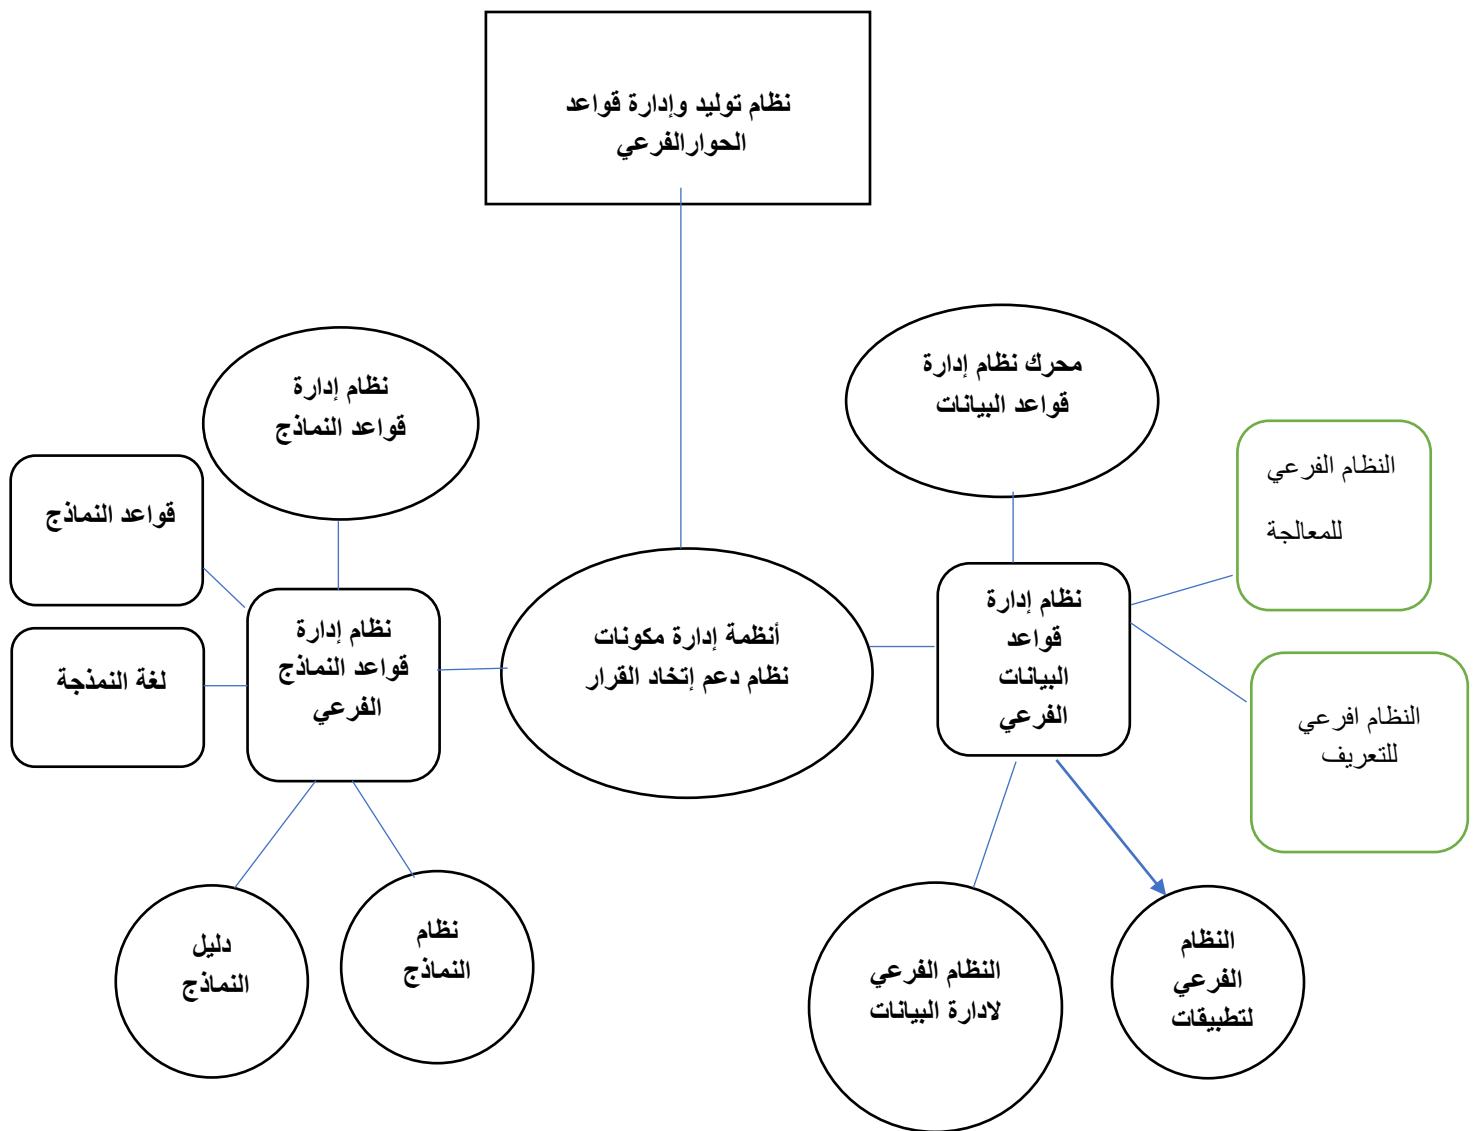 نظام توليد وإدارة قواعد
الحوارالفرعي
محرك نظام إدارة
قواعد البيانات
نظام إدارة
قواعد النماذج
النظام الفرعي
للمعالجة
قواعد النماذج
نظام إدارة
قواعد
البيانات
الفرعي
أنظمة إدارة مكونات
نظام دعم إتخاد القرار
نظام إدارة
قواعد النماذج
الفرعي
لغة النمذجة
النظام افرعي
للتعريف
النظام
الفرعي
لتطبيقات
النظام الفرعي
لادارة البيانات
نظام
النماذج
دليل
النماذج